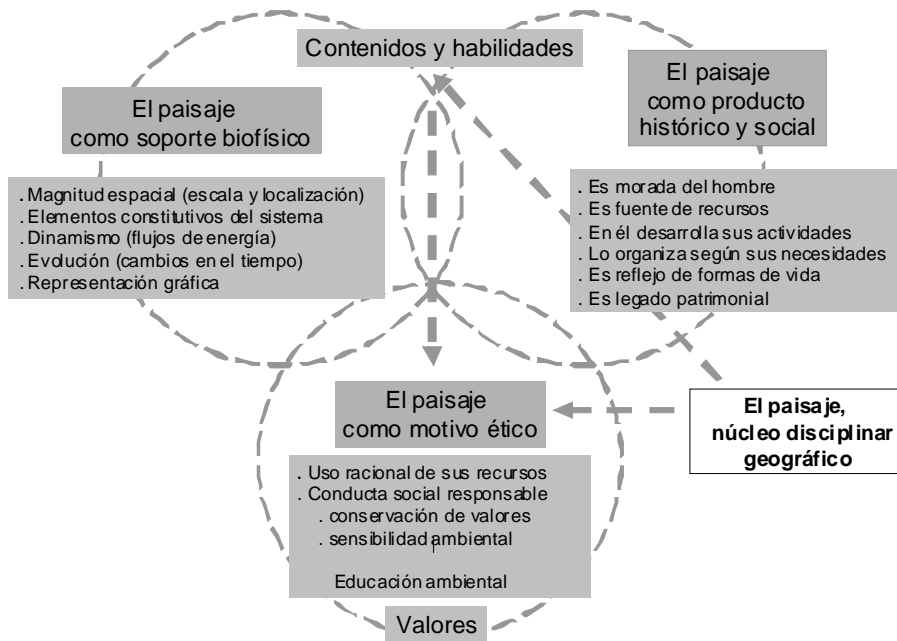 Contenidos y habilidades
El paisaje
como soporte biofísico
. Magnitud espacial (escala y localización)
. Elementos constitutivos del sistema
. Dinamismo (flujos de energía)
. Evolución (cambios en el tiempo)
. Representación gráfica
El paisaje
como producto
histórico y social
. Es morada del hombre
. Es fuente de recursos
. En él desarrolla sus actividades
. Lo organiza según sus necesidades
. Es reflejo de formas de vida
. Es legado patrimonial
El paisaje
como motivo ético
. Uso racional de sus recursos
. Conducta social responsable
. conservación de valores
. sensibilidad ambiental
Educación ambiental
Valores
El paisaje,
núcleo disciplinar
geográfico